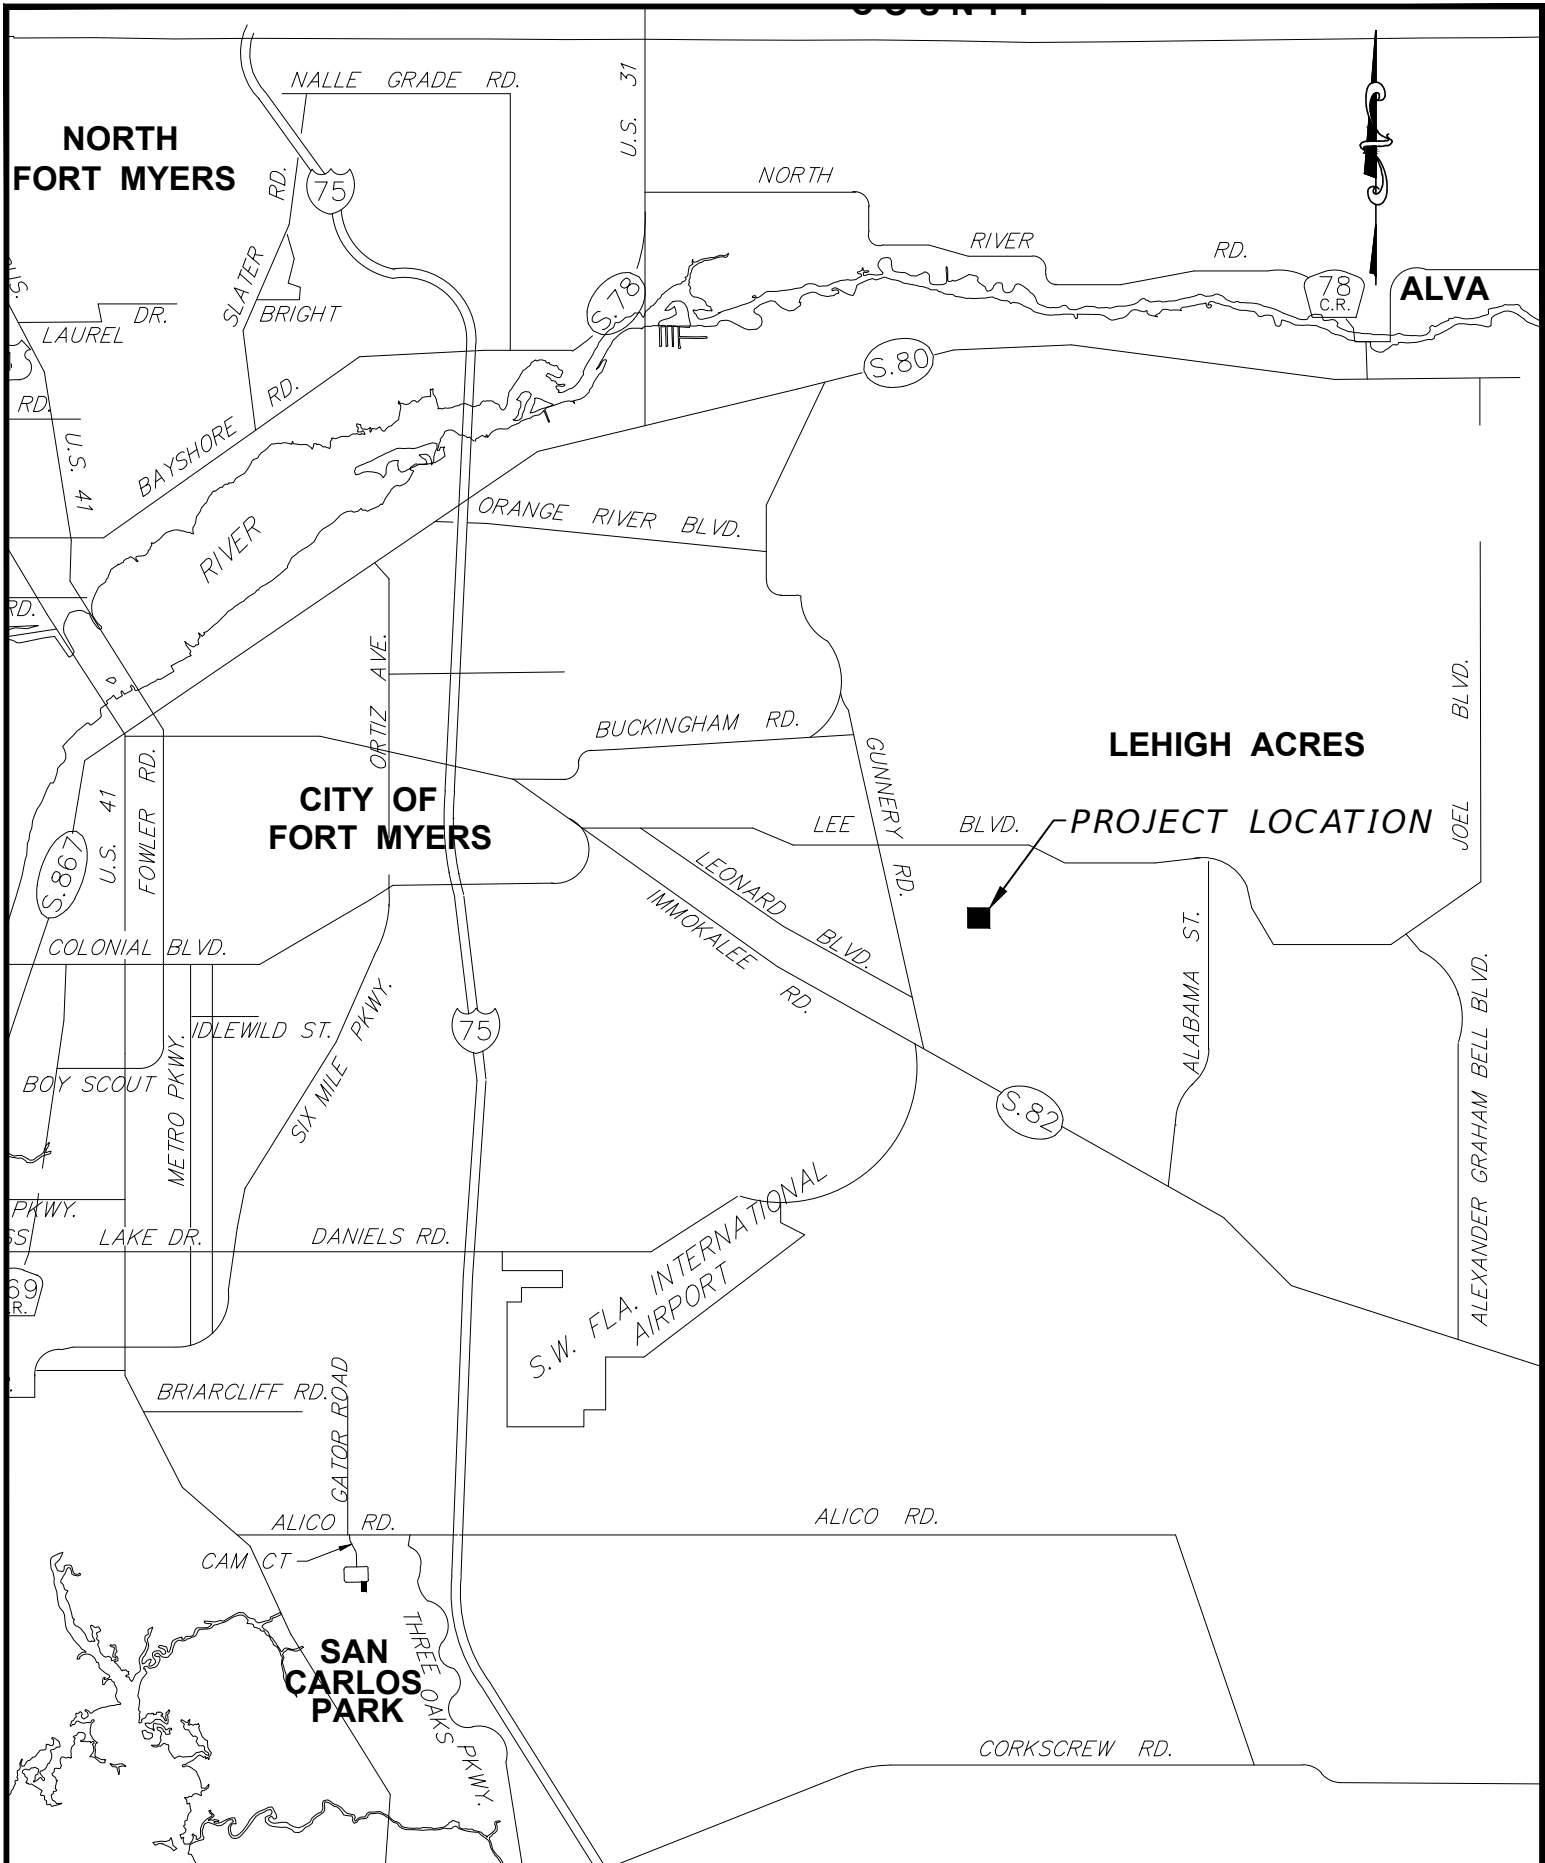 COUNTY
NALLE GRADE RD.
U.S. 31
NORTH
FORT MYERS
75
RD.
SLATER
NORTH
RIVER
RD.
78
C.R.
ALVA
S.78
DR.
LAUREL
BRIGHT
S.80
RD.
RD.
BAYSHORE
U.S. 41
RIVER
ORANGE RIVER BLVD.
RD.
ORTIZ AVE.
BUCKINGHAM RD.
GUNNERY RD.
LEHIGH ACRES
JOEL BLVD.
CITY OF
FORT MYERS
U.S. 41
FOWLER RD.
S.867
LEE BLVD.
PROJECT LOCATION
LEONARD BLVD.
IMMOKALEE RD.
COLONIAL BLVD.
ALABAMA ST.
ALEXANDER GRAHAM BELL BLVD.
IDLEWILD ST.
SIX MILE PKWY.
75
METRO PKWY.
BOY SCOUT
S.82
PKWY.
SS
LAKE DR.
DANIELS RD.
S.W. FLA. INTERNATIONAL
AIRPORT
69
.R.
BRIARCLIFF RD.
GATOR ROAD
ALICO RD.
ALICO RD.
CAM CT
THREE OAKS PKWY.
SAN
CARLOS
PARK
CORKSCREW RD.